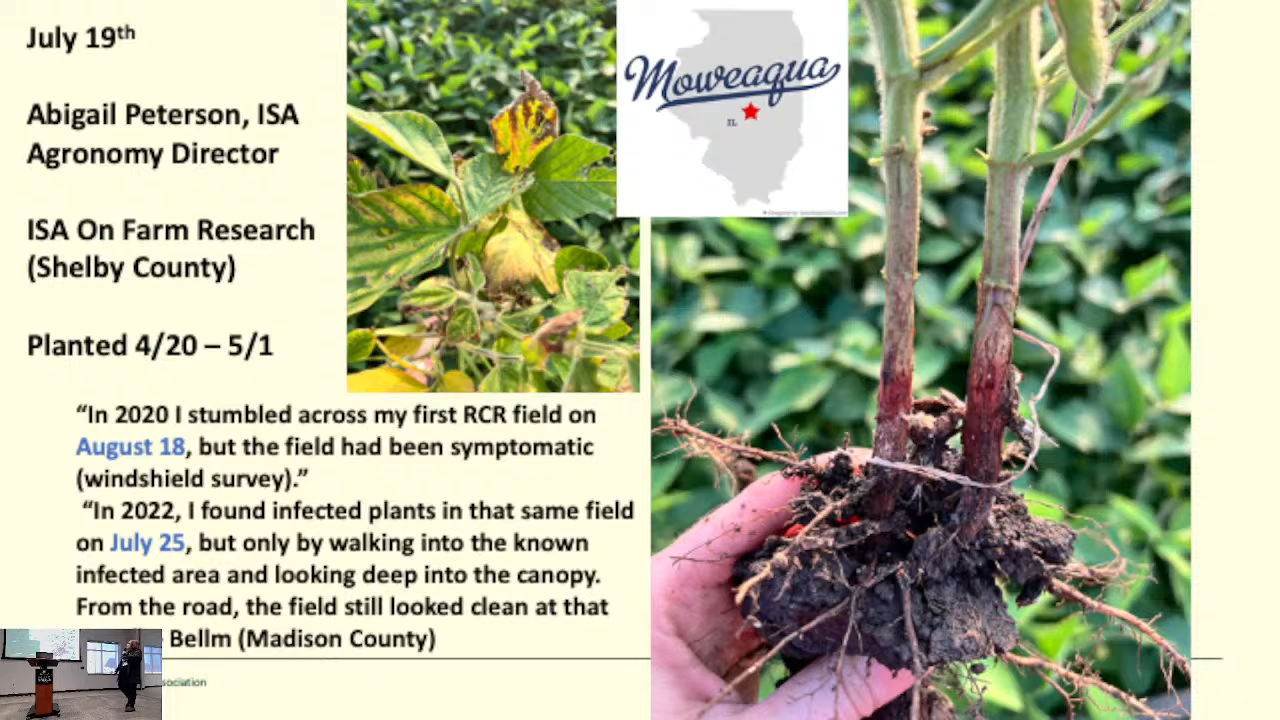 July 19th
Abigail Peterson, ISA
Agronomy Director
ISA On Farm Research
(Shelby County)
Planted 4/20 – 5/1
Moweaqua
IL
“In 2020 I stumbled across my first RCR field on
August 18, but the field had been symptomatic
(windshield survey).”
“In 2022, I found infected plants in that same field
on July 25, but only by walking into the known
infected area and looking deep into the canopy.
From the road, the field still looked clean at that
Bellm (Madison County)
sociation